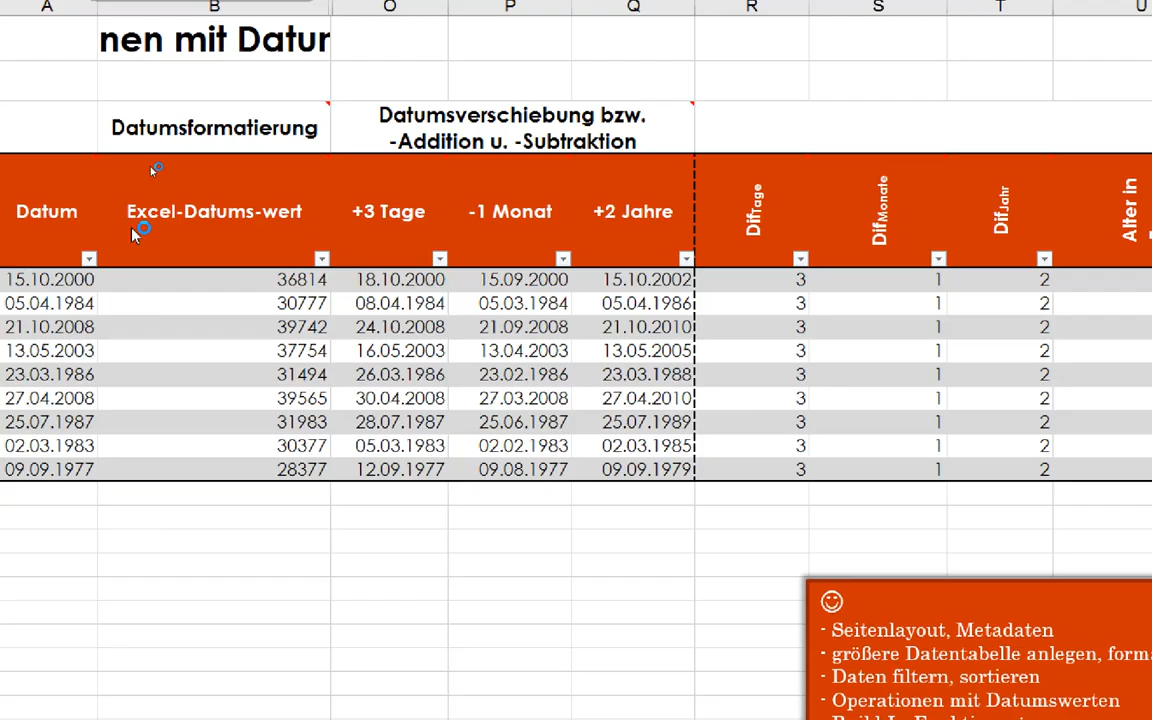 A B O P Q R S T U
nen mit Datur
Datumsformatierung
Datumsverschiebung bzw.
-Addition u. -Subtraktion
Datum Excel-Datums-wert +3 Tage -1 Monat +2 Jahre DifTage DifMonate DifJahr Alter in
15.10.2000 36814 18.10.2000 15.09.2000 15.10.2002 3 1 2
05.04.1984 30777 08.04.1984 05.03.1984 05.04.1986 3 1 2
21.10.2008 39742 24.10.2008 21.09.2008 21.10.2010 3 1 2
13.05.2003 37754 16.05.2003 13.04.2003 13.05.2005 3 1 2
23.03.1986 31494 26.03.1986 23.02.1986 23.03.1988 3 1 2
27.04.2008 39565 30.04.2008 27.03.2008 27.04.2010 3 1 2
25.07.1987 31983 28.07.1987 25.06.1987 25.07.1989 3 1 2
02.03.1983 30377 05.03.1983 02.02.1983 02.03.1985 3 1 2
09.09.1977 28377 12.09.1977 09.08.1977 09.09.1979 3 1 2
- Seitenlayout, Metadaten
- größere Datentabelle anlegen, forma
- Daten filtern, sortieren
- Operationen mit Datumswerten